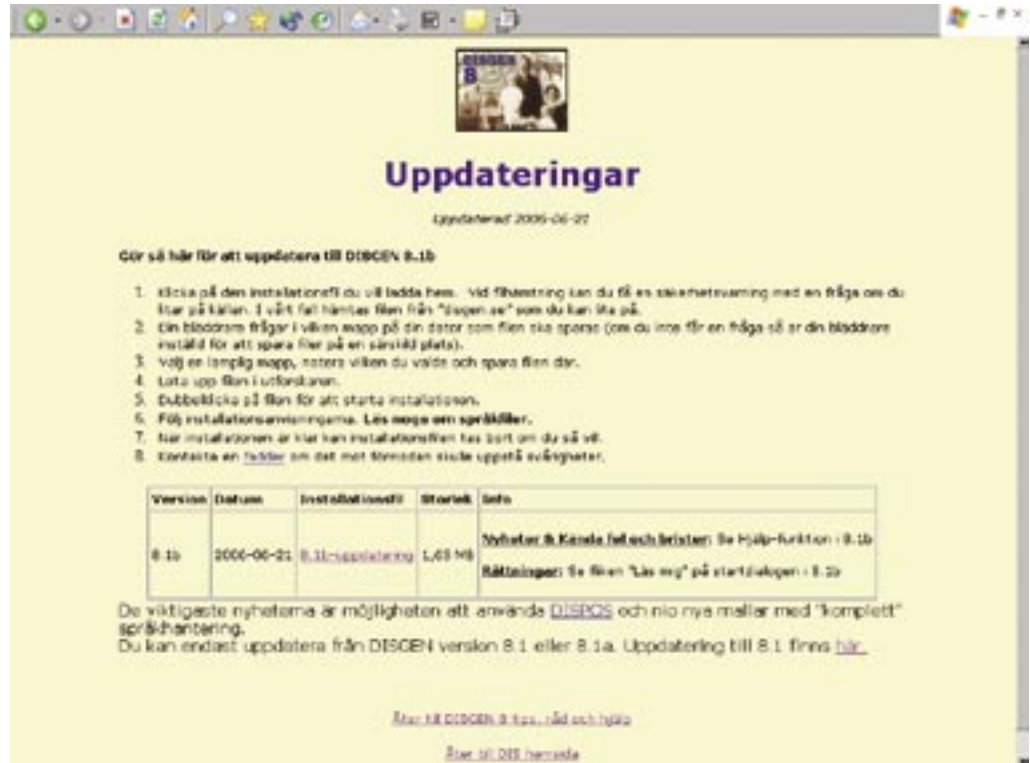 DISGEN
8
Uppdateringar
Uppdaterad 2006-06-21
Gör så här för att uppdatera till DISGEN 8.1b
1. Klicka på den installationsfil du vill ladda hem. Vid filhämtning kan du få en säkerhetsvarning med en fråga om du
litar på källan. I vårt fall hämtas filen från "disgen.se" som du kan lita på.
2. Din bläddrare frågar i vilken mapp på din dator som filen ska sparas (om du inte får en fråga så är din bläddrare
inställd för att spara filer på en särskild plats).
3. Välj en lämplig mapp, notera vilken du valde och spara filen där.
4. Leta upp filen i utforskaren.
5. Dubbelklicka på filen för att starta installationen.
6. Följ installationsanvisningarna. Läs noga om språkfiler.
7. När installationen är klar kan installationsfilen tas bort om du så vill.
8. Kontakta en fadder om det mot förmodan skulle uppstå svårigheter.
Version Datum Installationsfil Storlek Info
8.1b 2006-06-21 8.1b-uppdatering 1,65 MB
Nyheter & Kända fel och brister: Se Hjälp-funktion i 8.1b
Rättningar: Se fliken "Läs mig" på startdialogen i 8.1b
De viktigaste nyheterna är möjligheten att använda DISPOS och nio nya mallar med "komplett"
språkhantering.
Du kan endast uppdatera från DISGEN version 8.1 eller 8.1a. Uppdatering till 8.1 finns här.
Åter till DISGEN 8 tips, råd och hjälp
Åter till DIS hemsida